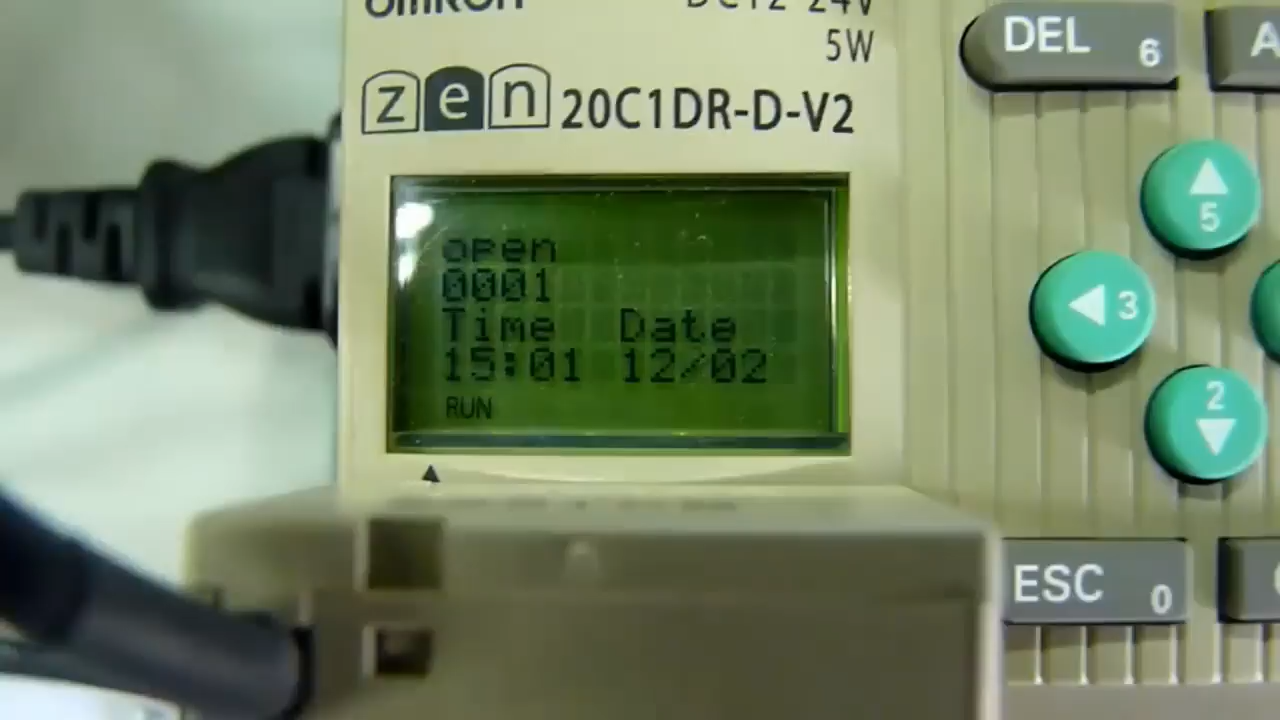 omron
DC12-24V
5W
zen 20C1DR-D-V2
DEL 6
A
5
open
0001
3
Time Date
15:01 12/02
2
RUN
ESC 0